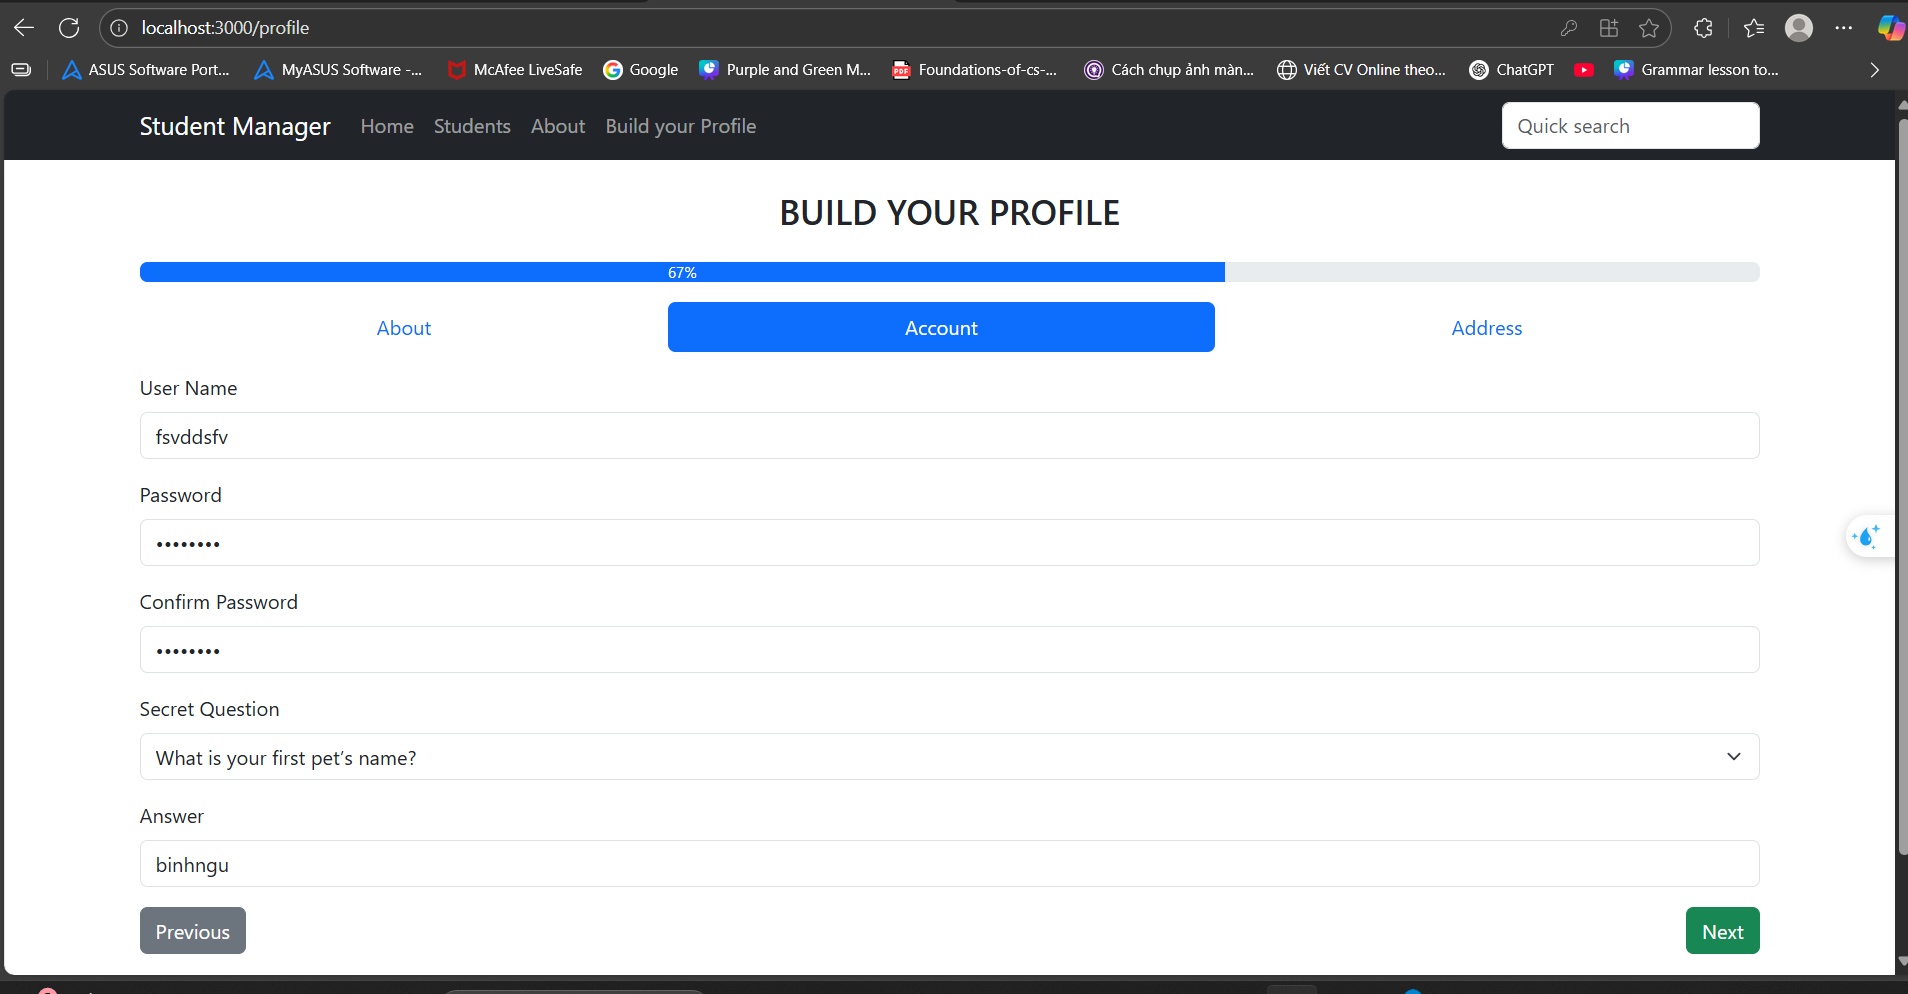 localhost:3000/profile
ASUS Software Port... MyASUS Software -... McAfee LiveSafe Google Purple and Green M... Foundations-of-cs-... Cách chụp ảnh màn... Viết CV Online theo... ChatGPT Grammar lesson to...
Student Manager Home Students About Build your Profile Quick search
BUILD YOUR PROFILE
67%
About Account Address
User Name
fsvddsfv
Password
••••••••
Confirm Password
••••••••
Secret Question
What is your first pet’s name?
Answer
binhngu
Previous Next